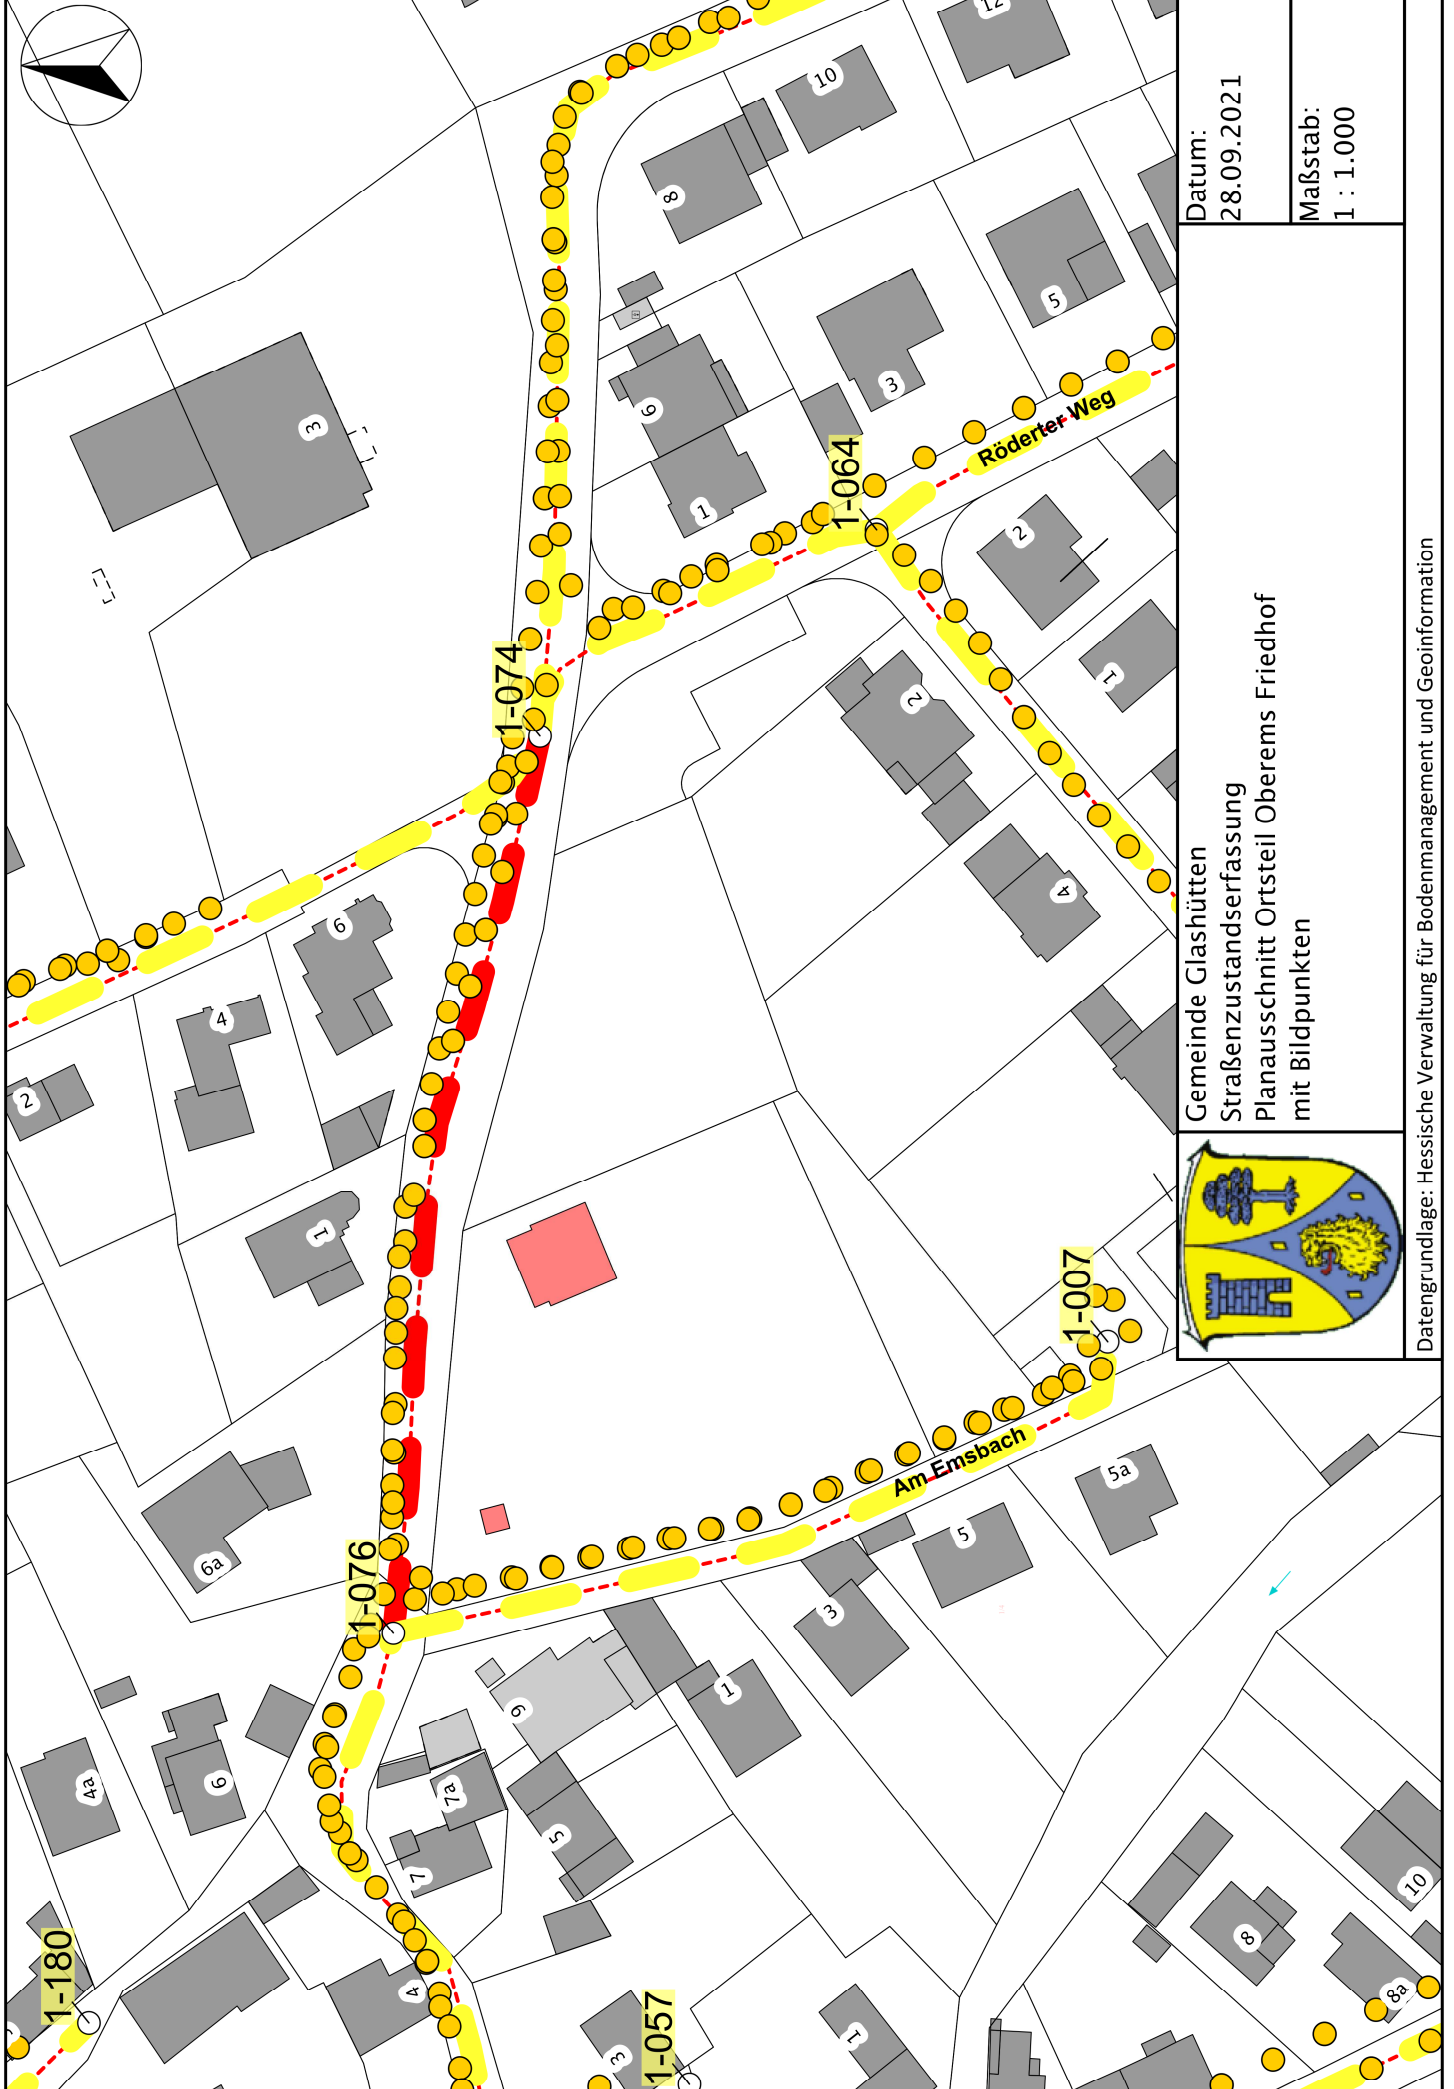 Gemeinde Glashütten
Straßenzustandserfassung
Planausschnitt Ortsteil Oberems Friedhof
mit Bildpunkten
Datum:
28.09.2021
Maßstab:
1 : 1.000
Datengrundlage: Hessische Verwaltung für Bodenmanagement und Geoinformation
1-180
1-076
1-074
1-064
1-007
1-057
Röderter Weg
Am Emsbach
12
10
8
3
5
6
3
1
2
1
2
4
6
4
2
1
6a
5a
5
3
1
9
7a
7
5
4a
6
4
3
1
8
10
8a